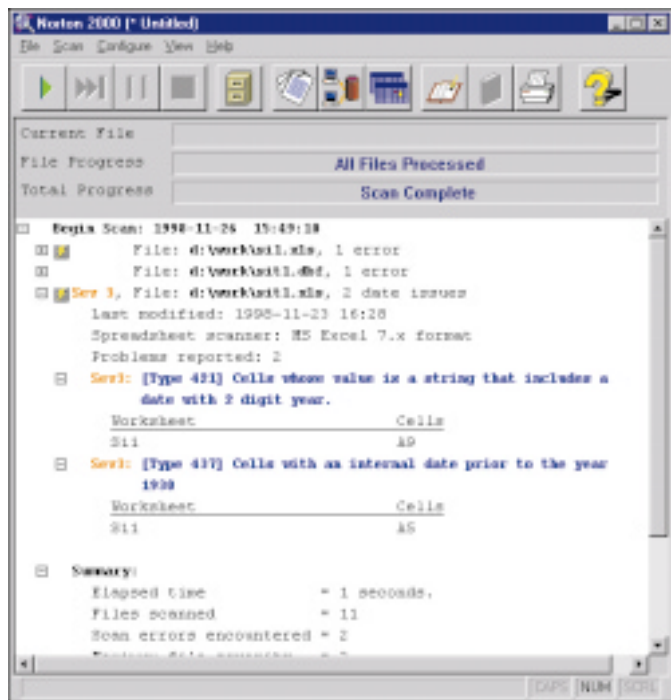 Norton 2000 (* Untitled)
File Scan Configure View Help
Current File
File Progress All Files Processed
Total Progress Scan Complete
Begin Scan: 1998-11-26 15:49:18
File: d:\work\si1.xls, 1 error
File: d:\work\sit1.dbf, 1 error
Sev 3, File: d:\work\sit1.xls, 2 date issues
Last modified: 1998-11-23 16:28
Spreadsheet scanner: MS Excel 7.x format
Problems reported: 2
Sev3: [Type 421] Cells whose value is a string that includes a
date with 2 digit year.
Worksheet Cells
Si1 A9
Sev3: [Type 437] Cells with an internal date prior to the year
1930
Worksheet Cells
Si1 A5
Summary:
Elapsed time = 1 seconds.
Files scanned = 11
Scan errors encountered = 2
CAPS NUM SCRL